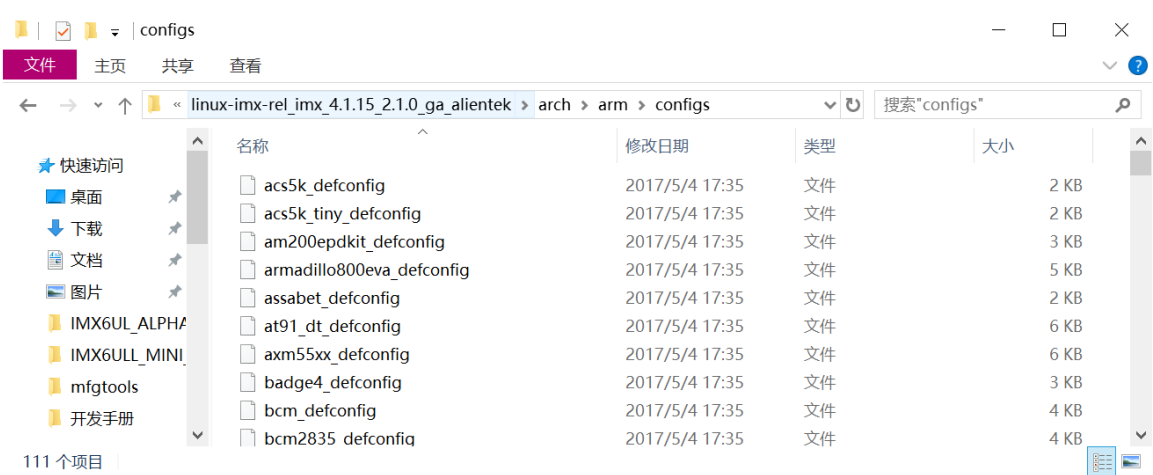 configs
文件 主页 共享 查看
« linux-imx-rel_imx_4.1.15_2.1.0_ga_alientek > arch > arm > configs 搜索"configs"
名称 修改日期 类型 大小
快速访问
桌面
下载
文档
图片
IMX6UL_ALPHA
IMX6ULL_MINI_
mfgtools
开发手册
acs5k_defconfig 2017/5/4 17:35 文件 2 KB
acs5k_tiny_defconfig 2017/5/4 17:35 文件 2 KB
am200epdkit_defconfig 2017/5/4 17:35 文件 3 KB
armadillo800eva_defconfig 2017/5/4 17:35 文件 5 KB
assabet_defconfig 2017/5/4 17:35 文件 2 KB
at91_dt_defconfig 2017/5/4 17:35 文件 6 KB
axm55xx_defconfig 2017/5/4 17:35 文件 6 KB
badge4_defconfig 2017/5/4 17:35 文件 3 KB
bcm_defconfig 2017/5/4 17:35 文件 4 KB
bcm2835_defconfig 2017/5/4 17:35 文件 4 KB
111 个项目